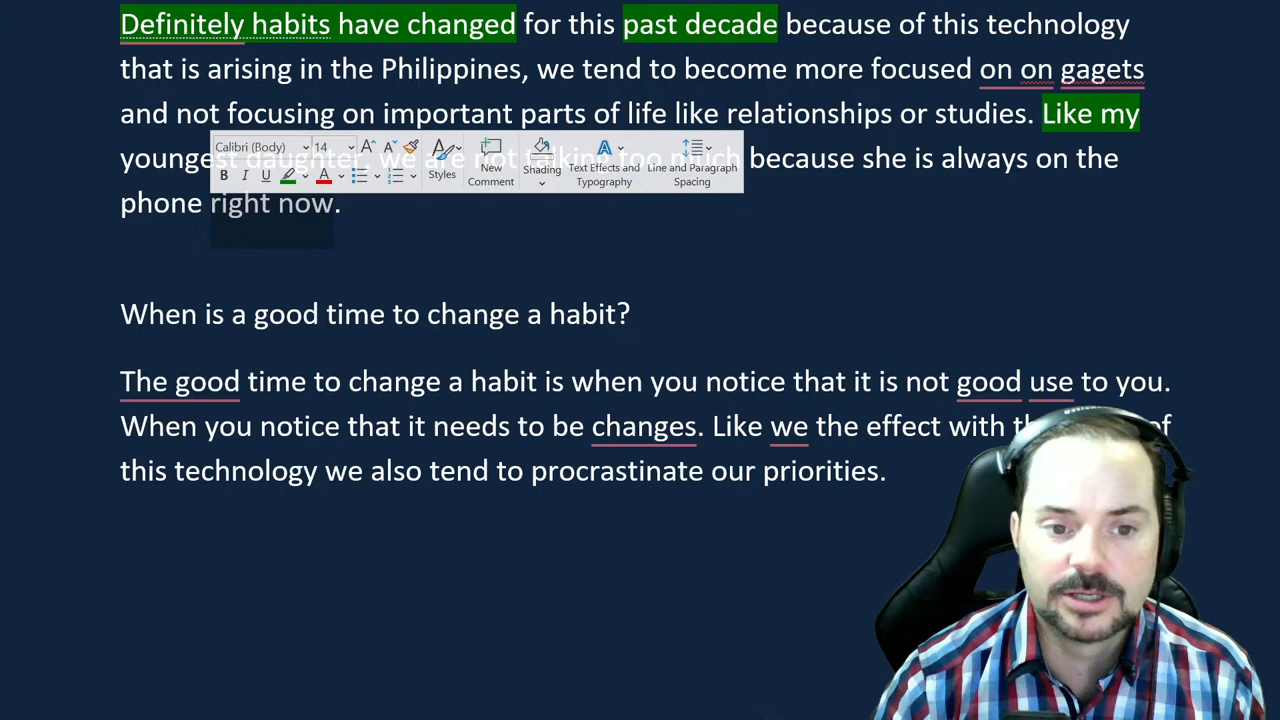 Definitely habits have changed for this past decade because of this technology
that is arising in the Philippines, we tend to become more focused on on gagets
and not focusing on important parts of life like relationships or studies. Like my
youngest daughter, we are not talking too much because she is always on the
Calibri (Body) 14
New Comment
Shading
Text Effects and Typography
Line and Paragraph Spacing
B I U
Styles
phone right now.
When is a good time to change a habit?
The good time to change a habit is when you notice that it is not good use to you.
When you notice that it needs to be changes. Like we the effect with of
this technology we also tend to procrastinate our priorities.